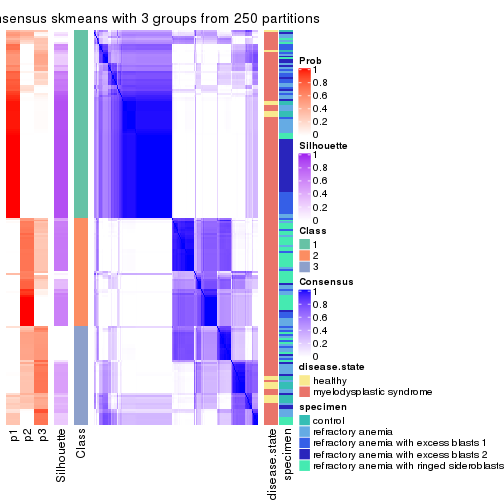 nsensus skmeans with 3 groups from 250 partitions
Prob
1
0.8
0.6
0.4
0.2
0
Silhouette
1
0.8
0.6
0.4
0.2
0
Class
1
2
3
Consensus
1
0.8
0.6
0.4
0.2
0
disease.state
healthy
myelodysplastic syndrome
specimen
control
refractory anemia
refractory anemia with excess blasts 1
refractory anemia with excess blasts 2
refractory anemia with ringed sideroblasts
p1
p2
p3
Silhouette
Class
disease.state
specimen